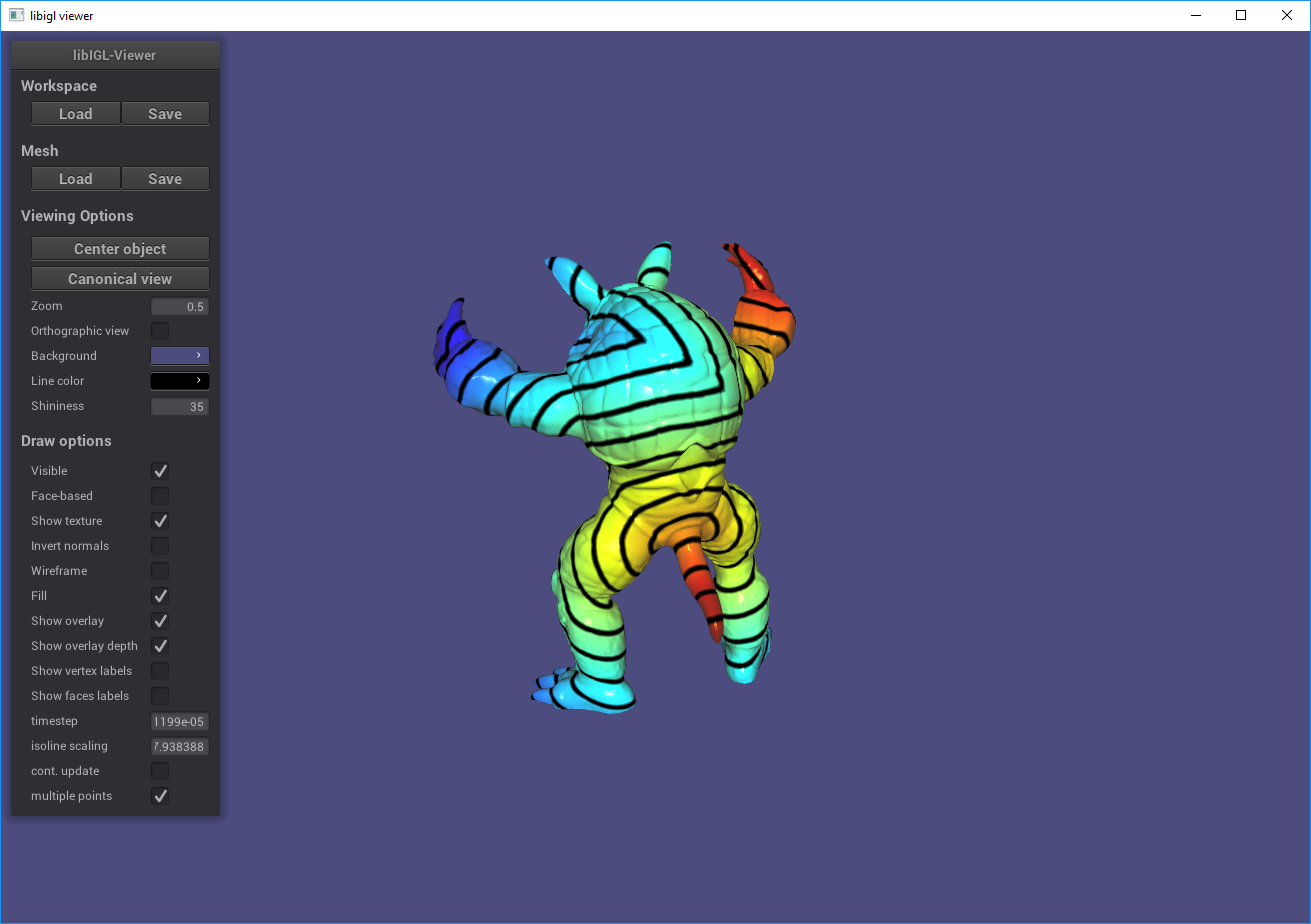 libigl viewer
libIGL-Viewer
Workspace
Load Save
Mesh
Load Save
Viewing Options
Center object
Canonical view
Zoom 0.5
Orthographic view
Background
Line color
Shininess 35
Draw options
Visible
Face-based
Show texture
Invert normals
Wireframe
Fill
Show overlay
Show overlay depth
Show vertex labels
Show faces labels
timestep 1199e-05
isoline scaling 7.938388
cont. update
multiple points